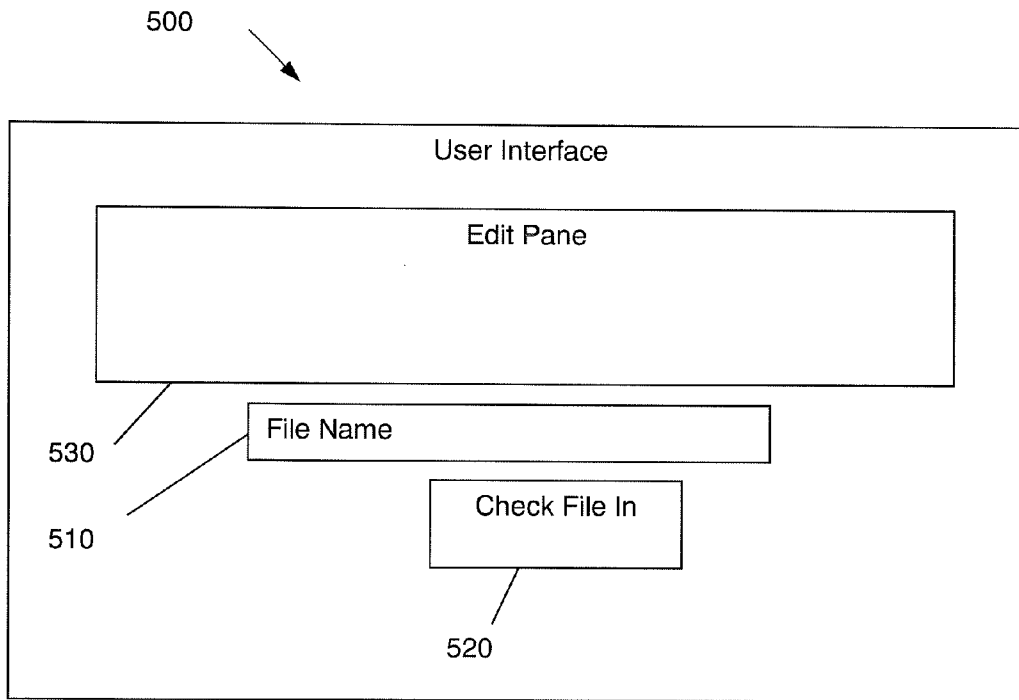 500
User Interface
Edit Pane
530
File Name
510
Check File In
520